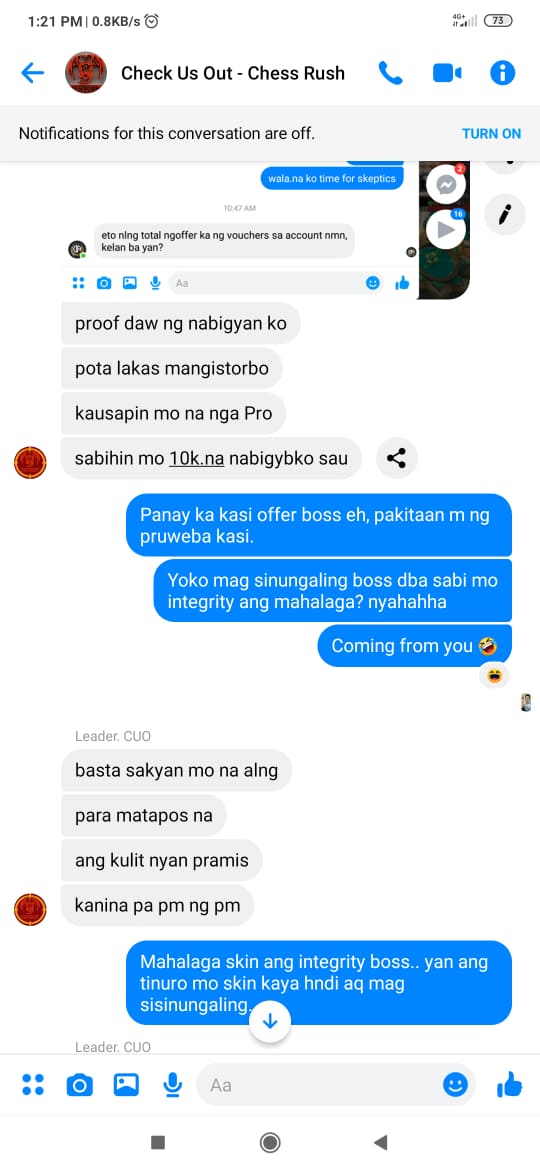 1:21 PM | 0.8KB/s
4G+
73
Check Us Out - Chess Rush
Notifications for this conversation are off.
TURN ON
wala.na ko time for skeptics
2
10:47 AM
16
eto nlng total ngoffer ka ng vouchers sa account nmn,
kelan ba yan?
Aa
proof daw ng nabigyan ko
pota lakas mangistorbo
kausapin mo na nga Pro
sabihin mo 10k.na nabigybko sau
Panay ka kasi offer boss eh, pakitaan m ng
pruweba kasi.
Yoko mag sinungaling boss dba sabi mo
integrity ang mahalaga? nyahahha
Coming from you 🤣
Leader. CUO
basta sakyan mo na alng
para matapos na
ang kulit nyan pramis
kanina pa pm ng pm
Mahalaga skin ang integrity boss.. yan ang
tinuro mo skin kaya hndi aq mag
sisinungaling.
Leader. CUO
Aa